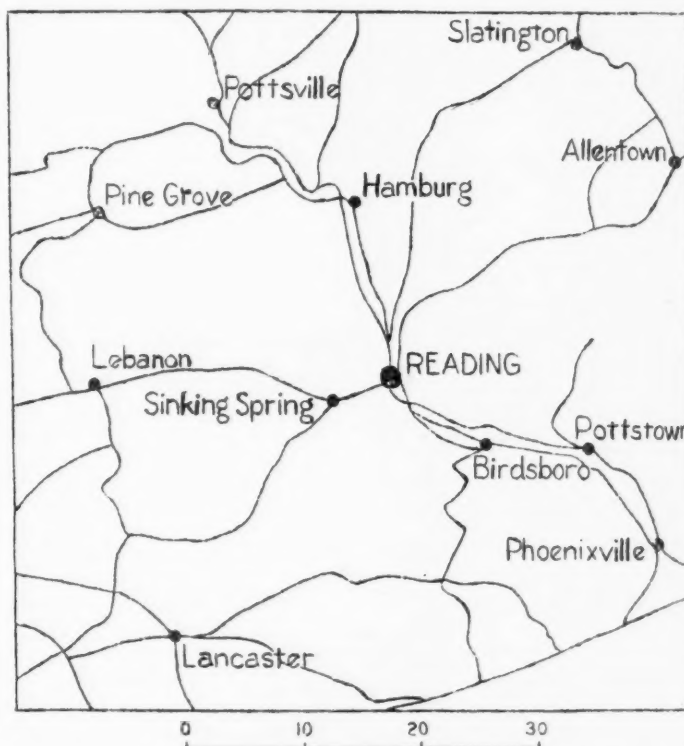 Slatington
Pottsville
Allentown
Pine Grove
Hamburg
Lebanon
READING
Sinking Spring
Pottstown
Birdsboro
Phoenixville
Lancaster
0 10 20 30